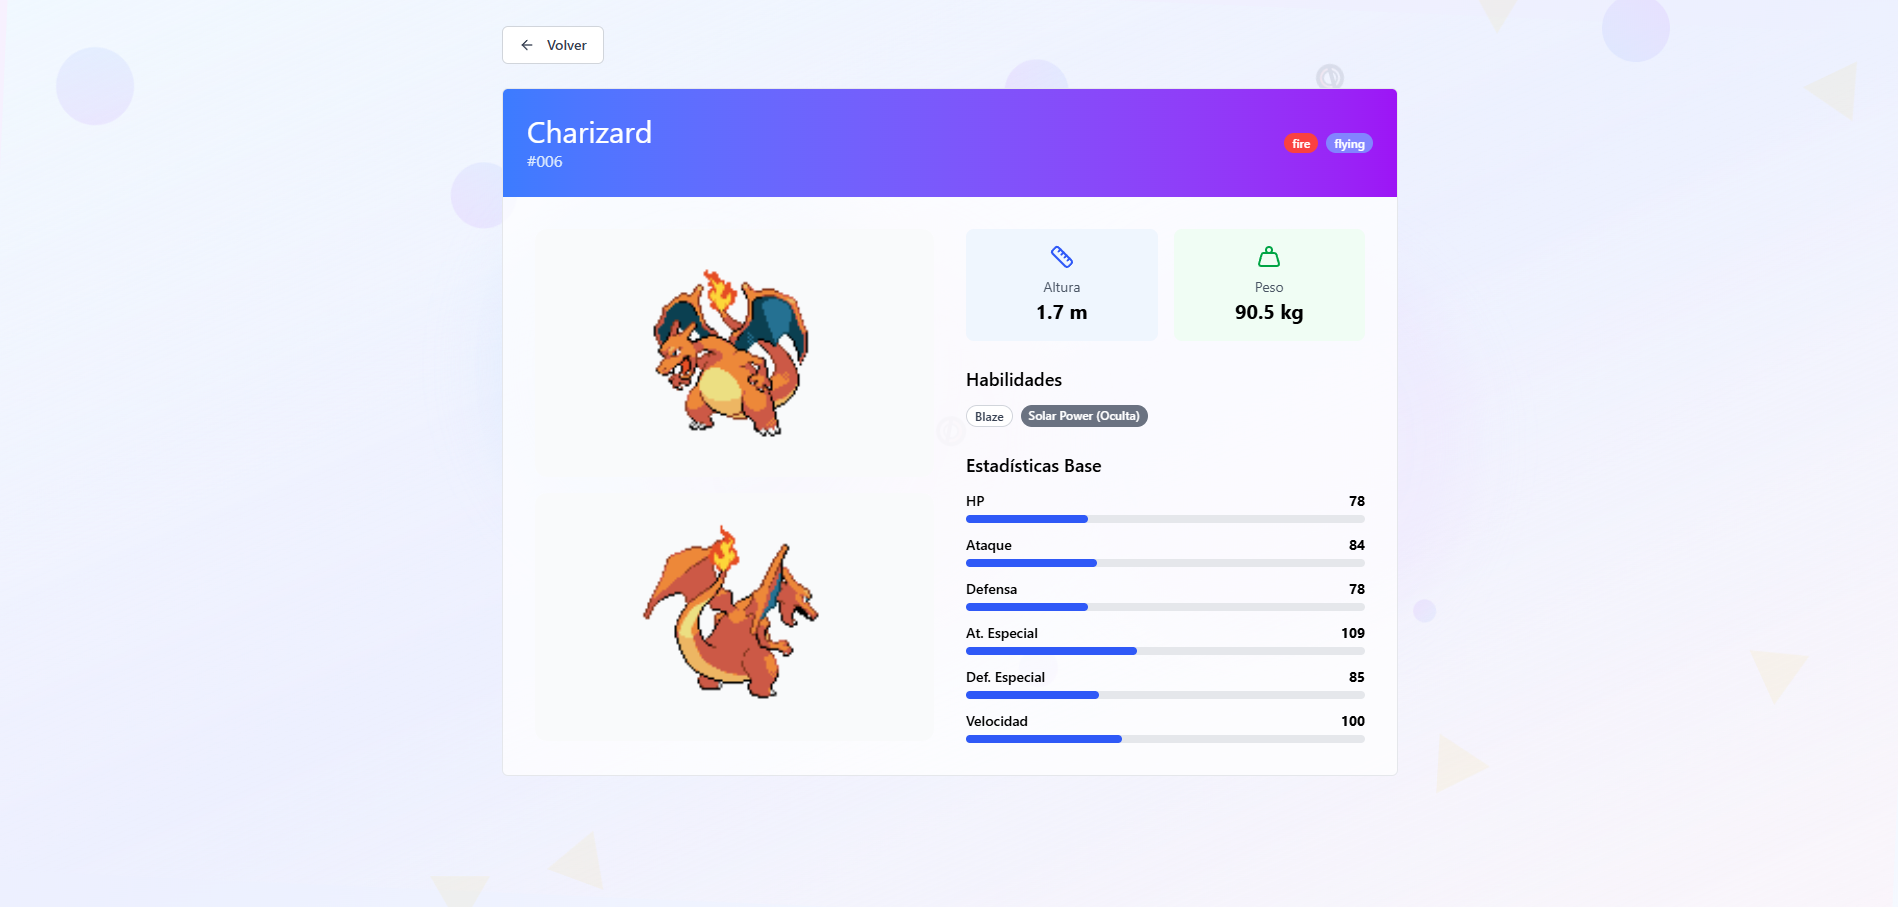 Volver
Charizard
#006
fire flying
Altura
1.7 m
Peso
90.5 kg
Habilidades
Blaze Solar Power (Oculta)
Estadísticas Base
HP 78
Ataque 84
Defensa 78
At. Especial 109
Def. Especial 85
Velocidad 100